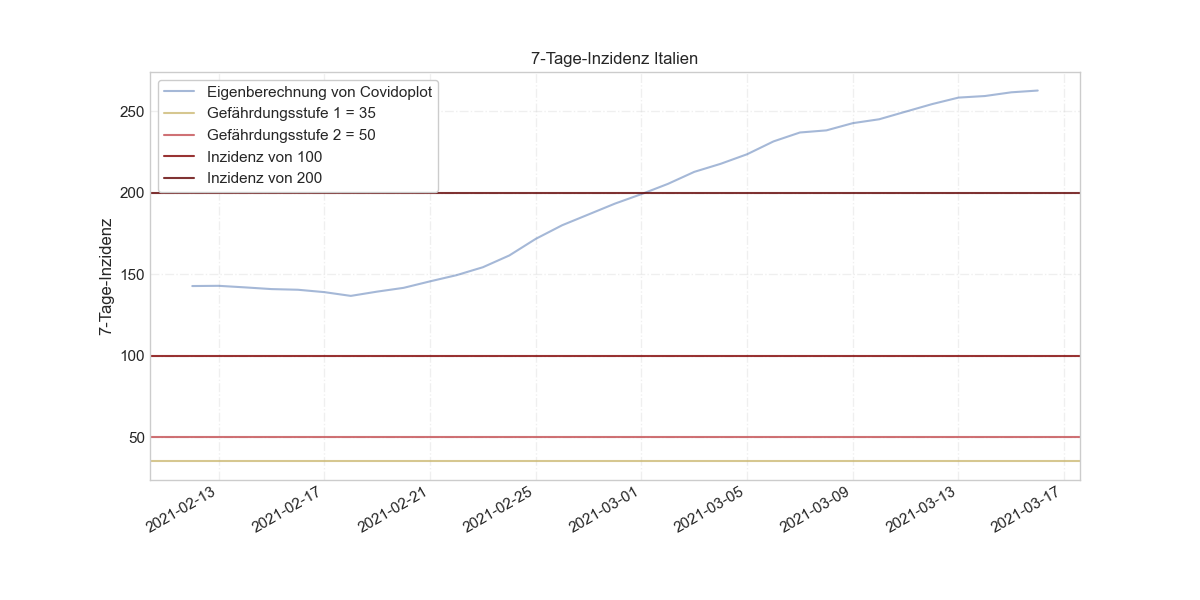 7-Tage-Inzidenz Italien
Eigenberechnung von Covidoplot
Gefährdungsstufe 1 = 35
Gefährdungsstufe 2 = 50
Inzidenz von 100
Inzidenz von 200
7-Tage-Inzidenz
250
200
150
100
50
2021-02-13
2021-02-17
2021-02-21
2021-02-25
2021-03-01
2021-03-05
2021-03-09
2021-03-13
2021-03-17